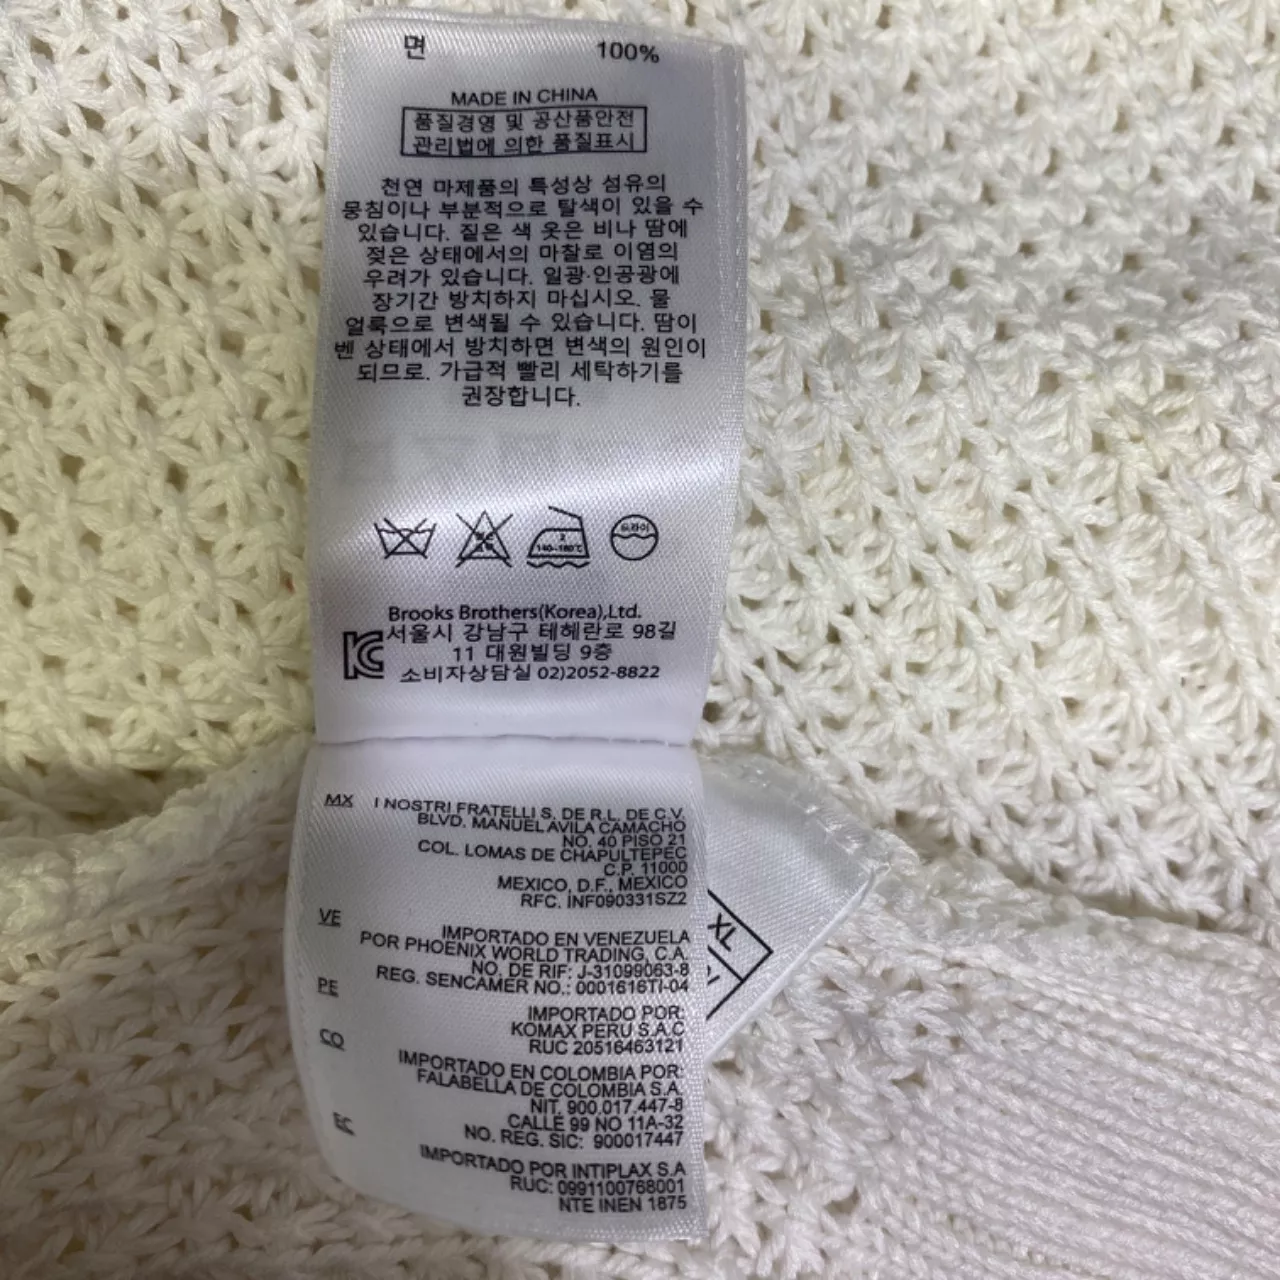 면 100%
MADE IN CHINA
품질경영 및 공산품안전
관리법에 의한 품질표시
천연 마제품의 특성상 섬유의
뭉침이나 부분적으로 탈색이 있을 수
있습니다. 짙은 색 옷은 비나 땀에
젖은 상태에서의 마찰로 이염의
우려가 있습니다. 일광·인공광에
장기간 방치하지 마십시오. 물
얼룩으로 변색될 수 있습니다. 땀이
벤 상태에서 방치하면 변색의 원인이
되므로. 가급적 빨리 세탁하기를
권장합니다.
2
140~160℃
드라이
Brooks Brothers(Korea),Ltd.
서울시 강남구 테헤란로 98길
11 대원빌딩 9층
소비자상담실 02)2052-8822
MX I NOSTRI FRATELLI S, DE R.L. DE C.V.
BLVD. MANUEL AVILA CAMACHO
NO. 40 PISO 21
COL. LOMAS DE CHAPULTEPEC
C.P. 11000
MEXICO, D.F., MEXICO
RFC. INF090331SZ2
VE IMPORTADO EN VENEZUELA
POR PHOENIX WORLD TRADING, C.A.
NO. DE RIF: J-31099063-8
REG. SENCAMER NO.: 0001616TI-04
PE IMPORTADO POR:
KOMAX PERU S.A.C
RUC 20516463121
CO IMPORTADO EN COLOMBIA POR:
FALABELLA DE COLOMBIA S.A.
NIT. 900.017.447-8
CALLE 99 NO 11A-32
NO. REG. SIC: 900017447
EC IMPORTADO POR INTIPLAX S.A
RUC: 0991100768001
NTE INEN 1875
XL